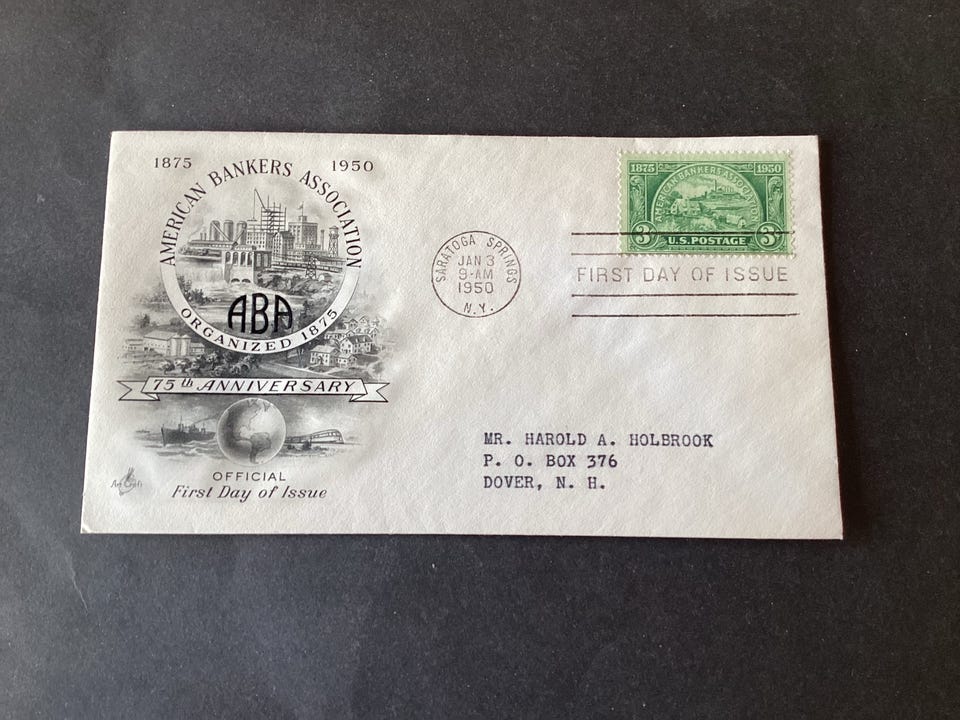 1875 1950
AMERICAN BANKERS ASSOCIATION
ABA
ORGANIZED 1875
75th ANNIVERSARY
OFFICIAL
First Day of Issue
Art Craft
SARATOGA SPRINGS
JAN 3
9-AM
1950
N.Y.
1875 1950
AMERICAN BANKERS ASSOCIATION
3¢ U.S. POSTAGE 3¢
FIRST DAY OF ISSUE
MR. HAROLD A. HOLBROOK
P. O. BOX 376
DOVER, N. H.